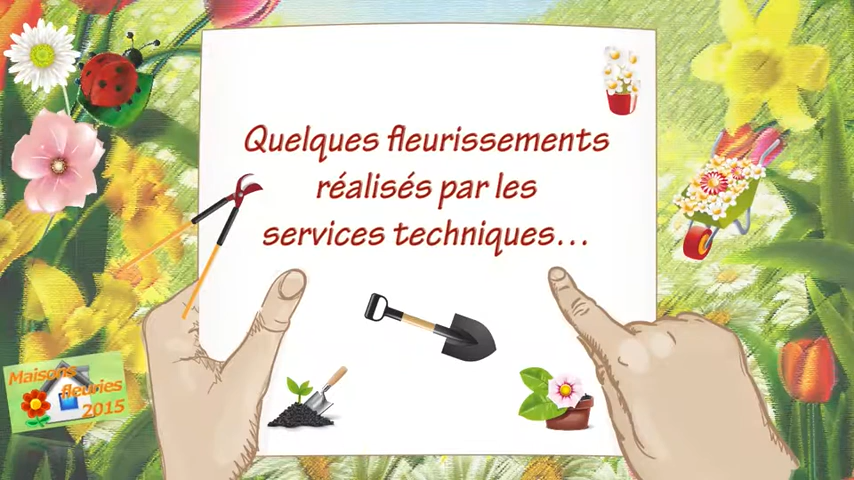 Quelques fleurissements
réalisés par les
services techniques...
Maisons
fleuries
2015